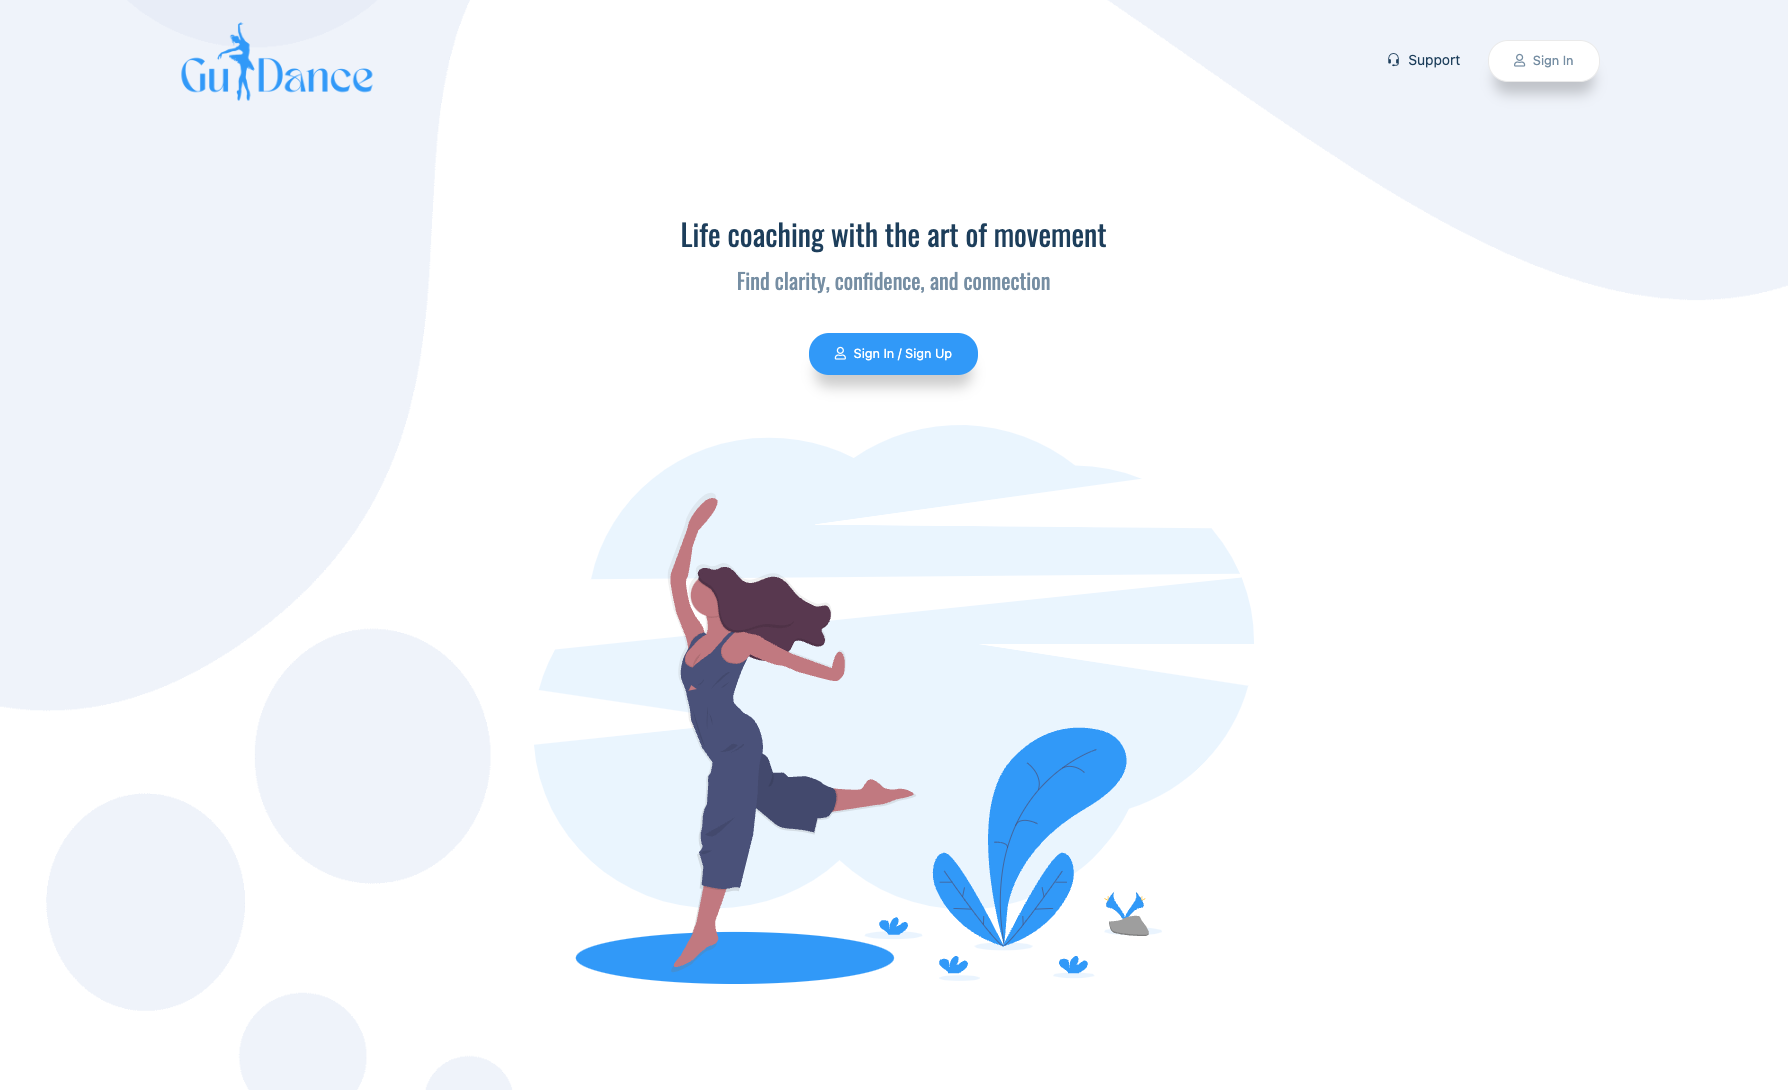 GuiDance
Support
Sign In
Life coaching with the art of movement
Find clarity, confidence, and connection
Sign In / Sign Up